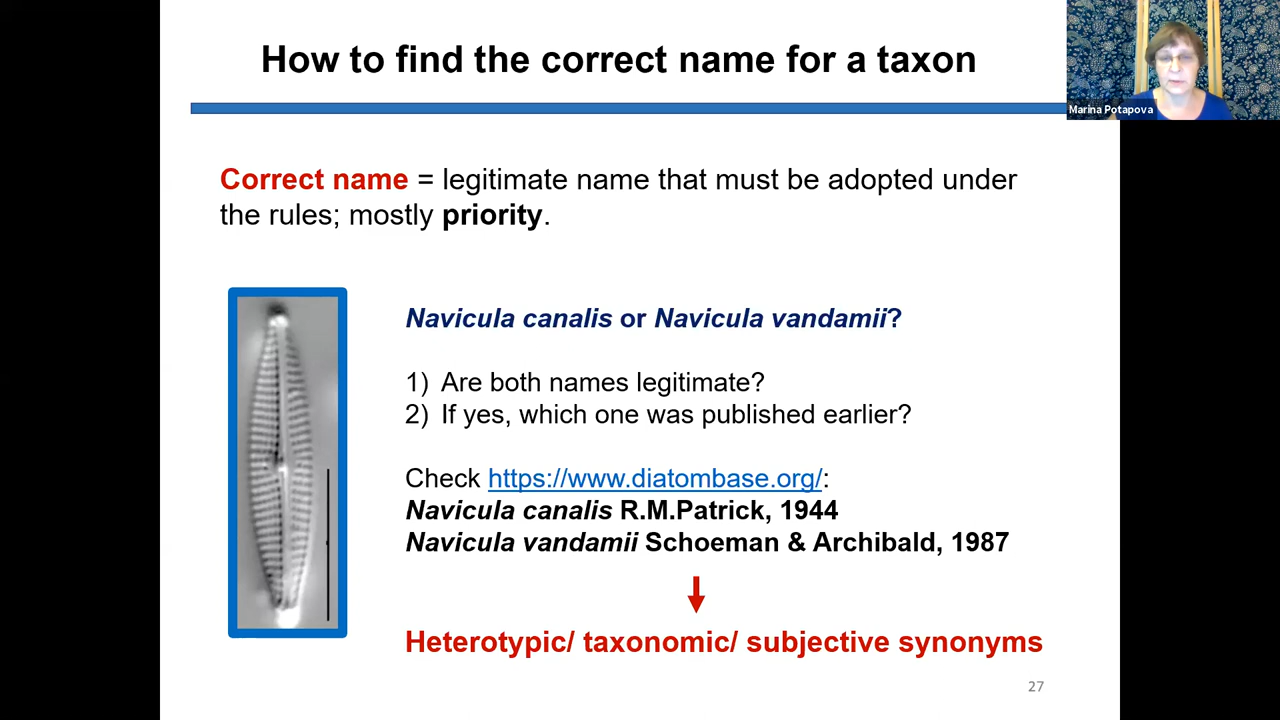 How to find the correct name for a taxon
Marina Potapova
Correct name = legitimate name that must be adopted under
the rules; mostly priority.
Navicula canalis or Navicula vandamii?
1) Are both names legitimate?
2) If yes, which one was published earlier?
Check https://www.diatombase.org/:
Navicula canalis R.M.Patrick, 1944
Navicula vandamii Schoeman & Archibald, 1987
Heterotypic/ taxonomic/ subjective synonyms
27